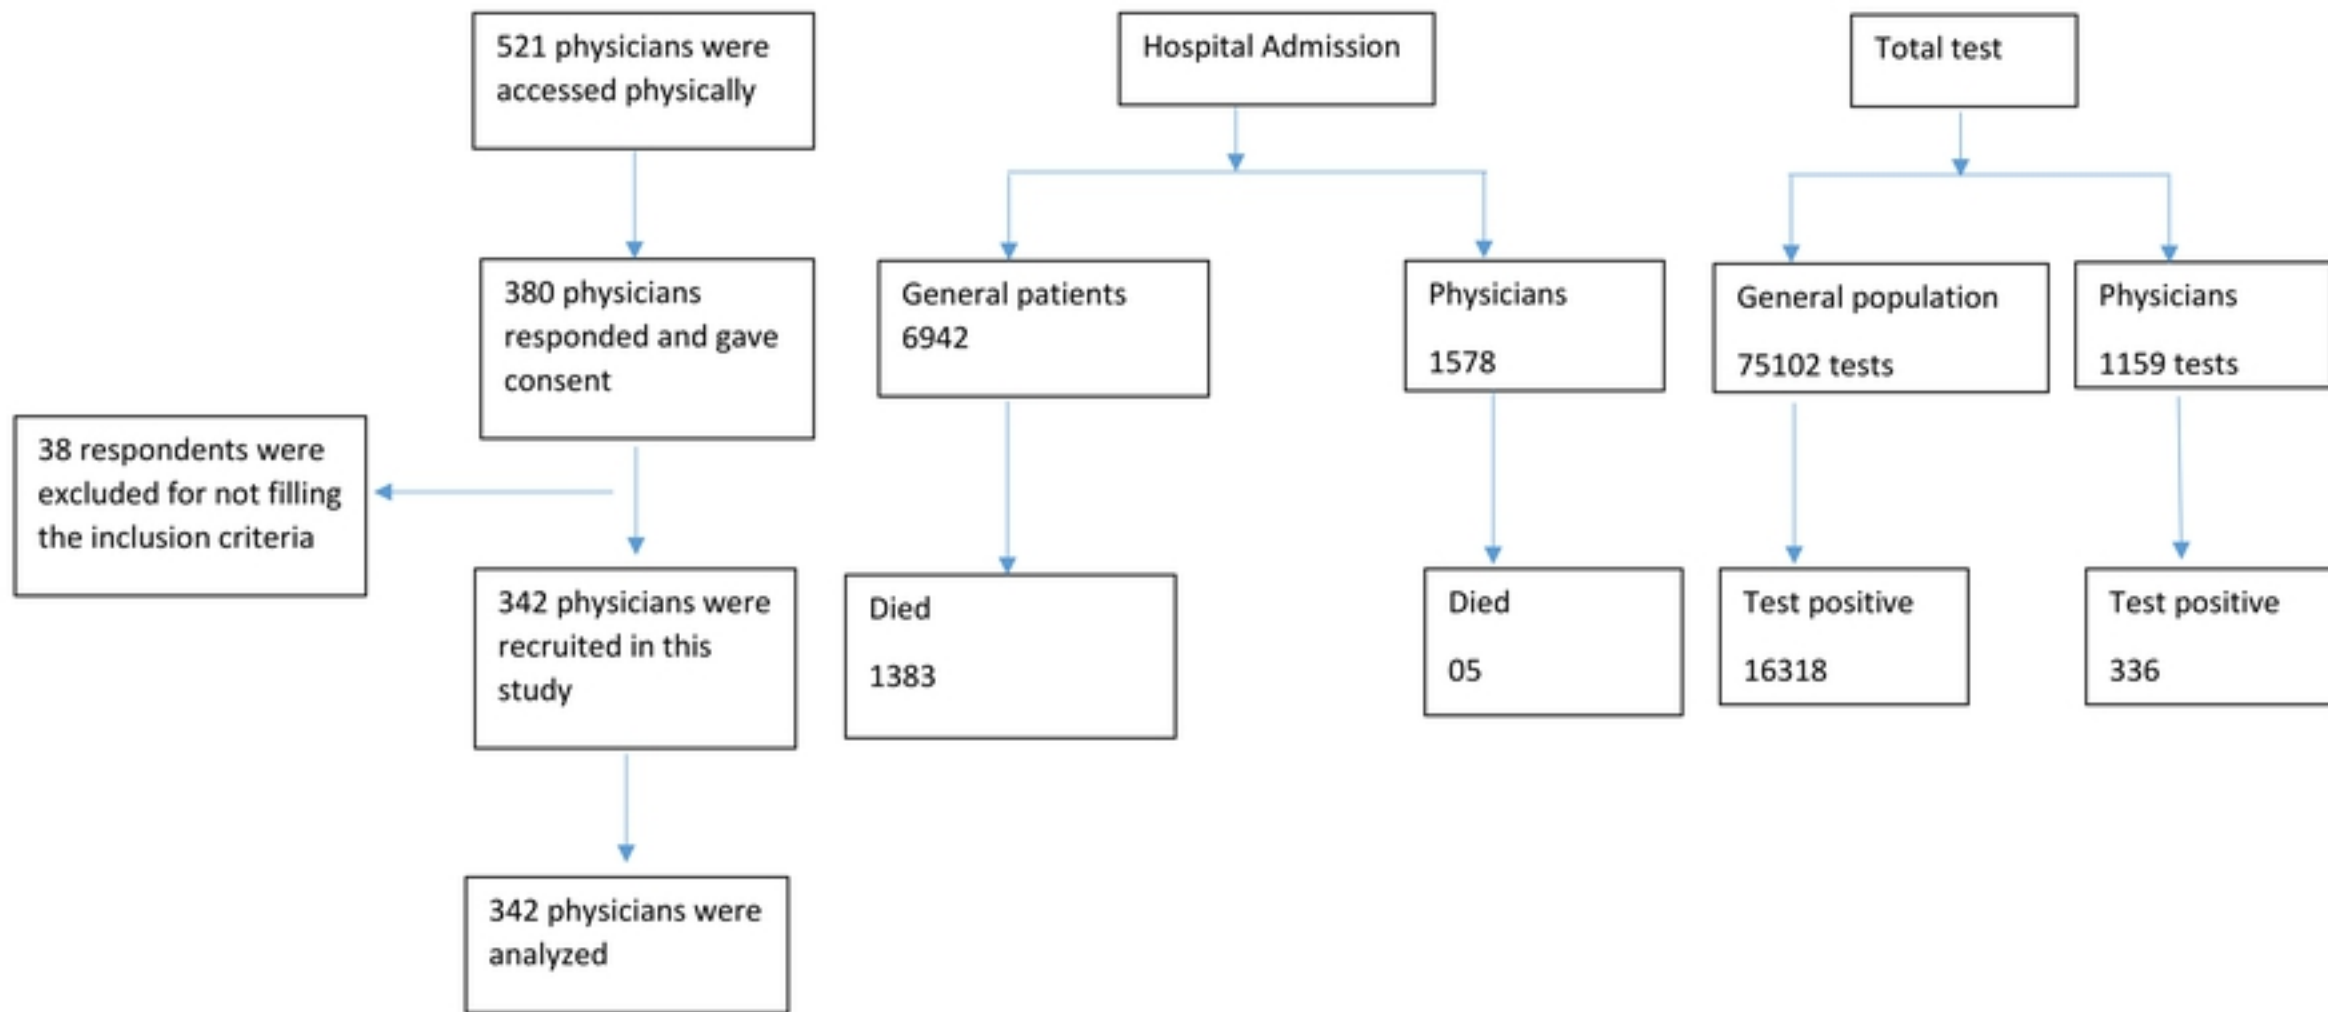 521 physicians were
accessed physically
380 physicians
responded and gave
consent
38 respondents were
excluded for not filling
the inclusion criteria
342 physicians were
recruited in this
study
342 physicians were
analyzed
Hospital Admission
General patients
6942
Physicians
1578
Died
1383
Died
05
Total test
General population
75102 tests
Physicians
1159 tests
Test positive
16318
Test positive
336